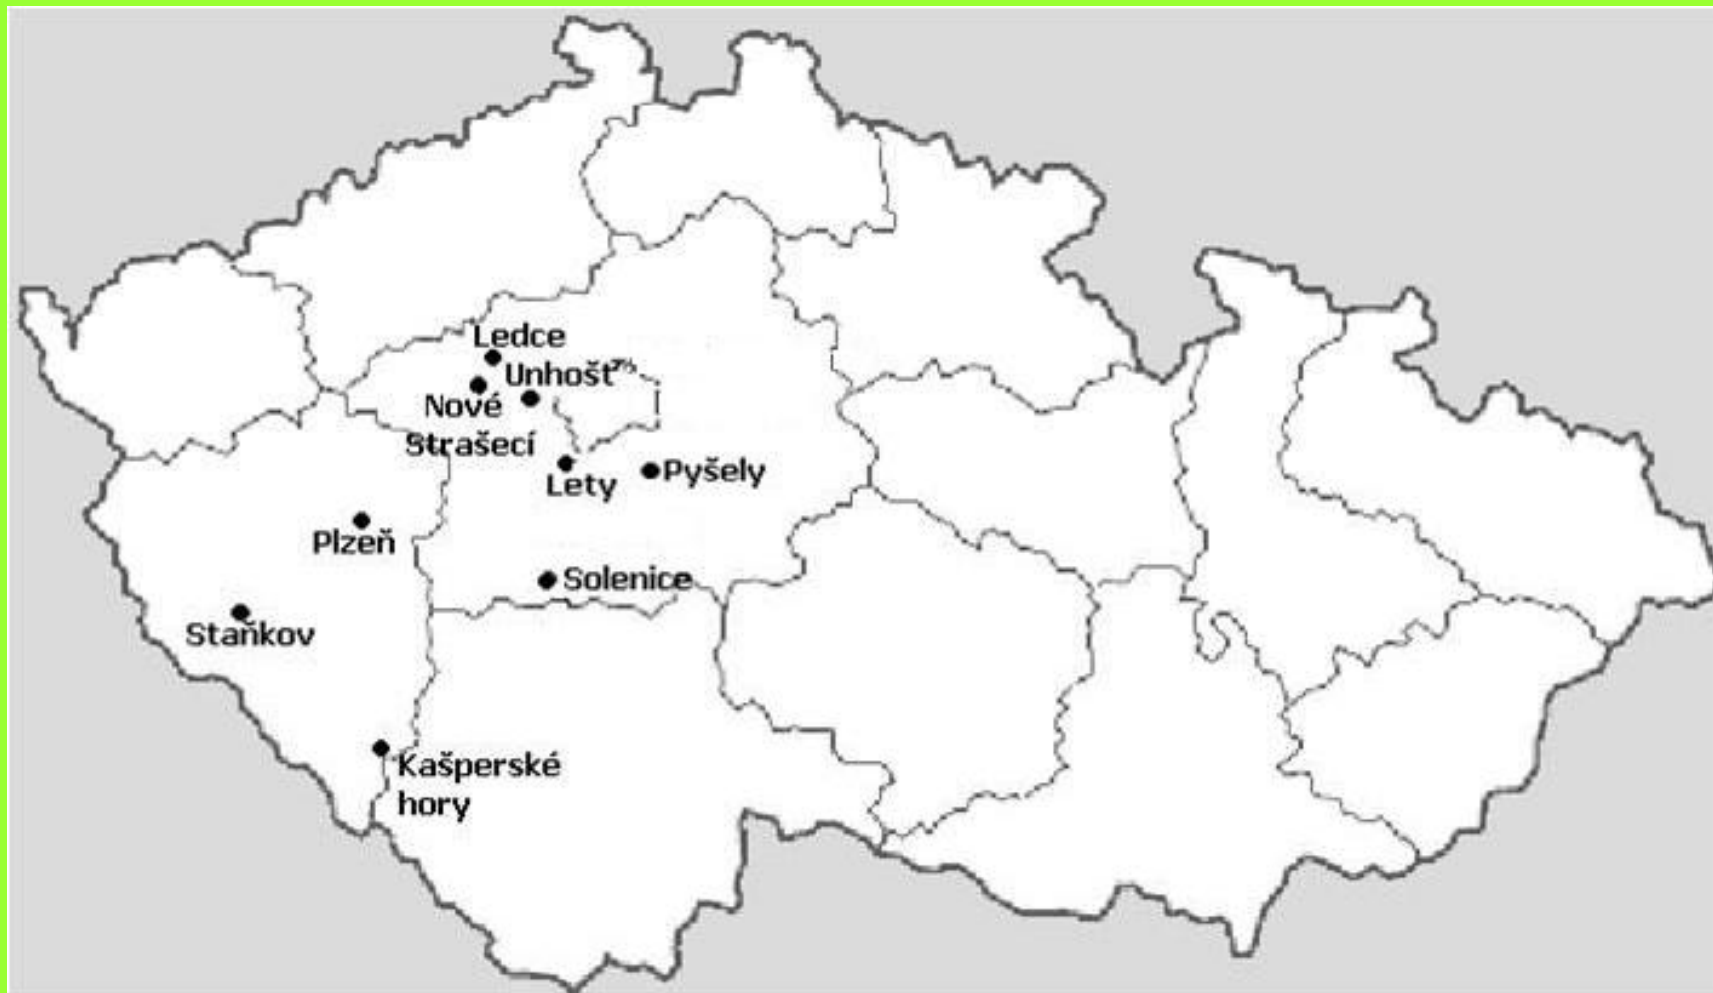 Ledce
Unhošť
Nové
Strašecí
Lety
Pyšely
Plzeň
Solenice
Staňkov
Kašperské
hory